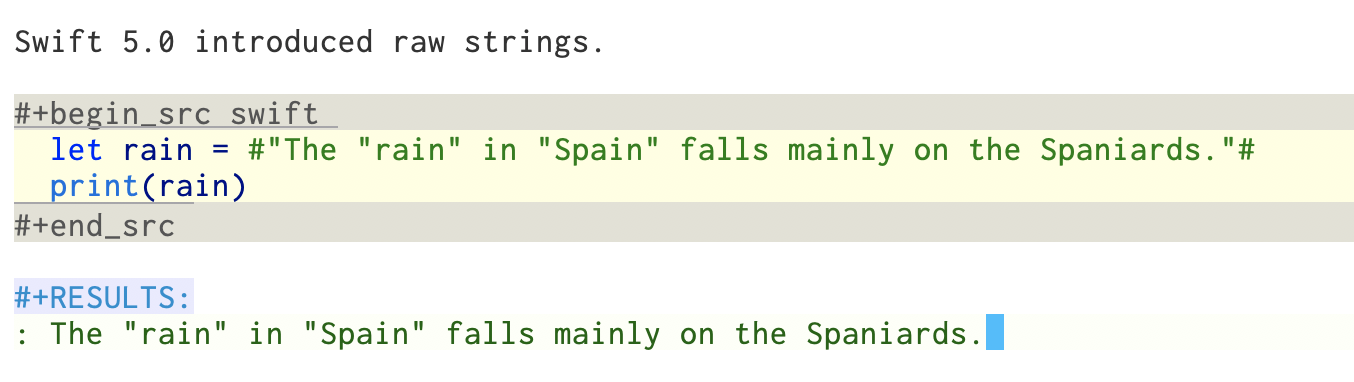 Swift 5.0 introduced raw strings.
#+begin_src swift
let rain = #"The "rain" in "Spain" falls mainly on the Spaniards."#
print(rain)
#+end_src
#+RESULTS:
: The "rain" in "Spain" falls mainly on the Spaniards.